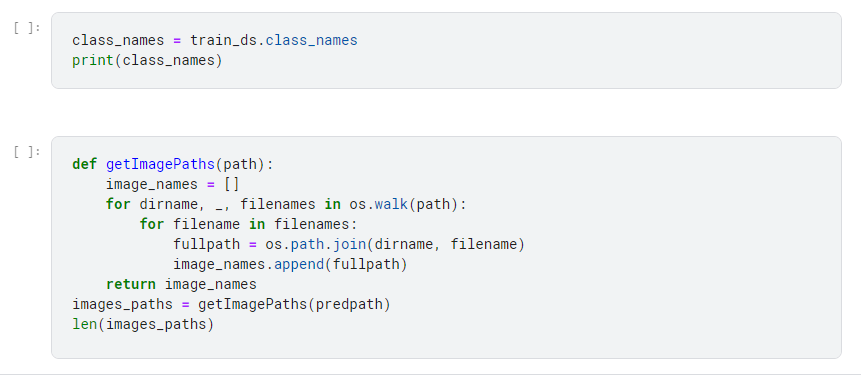 [ ]:
class_names = train_ds.class_names
print(class_names)
[ ]:
def getImagePaths(path):
    image_names = []
    for dirname, _, filenames in os.walk(path):
        for filename in filenames:
            fullpath = os.path.join(dirname, filename)
            image_names.append(fullpath)
    return image_names
images_paths = getImagePaths(predpath)
len(images_paths)